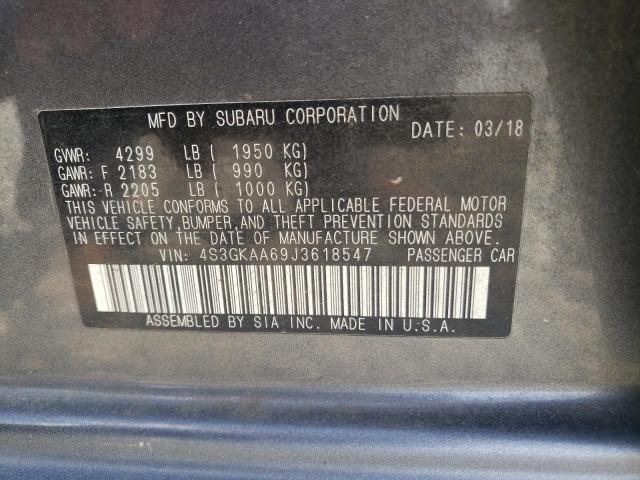 MFD BY SUBARU CORPORATION
DATE: 03/18
GVWR: 4299 LB ( 1950 KG)
GAWR: F 2183 LB ( 990 KG)
GAWR: R 2205 LB ( 1000 KG)
THIS VEHICLE CONFORMS TO ALL APPLICABLE FEDERAL MOTOR
VEHICLE SAFETY,BUMPER,AND THEFT PREVENTION STANDARDS
IN EFFECT ON THE DATE OF MANUFACTURE SHOWN ABOVE.
VIN: 4S3GKAA69J3618547 PASSENGER CAR
ASSEMBLED BY SIA INC. MADE IN U.S.A.